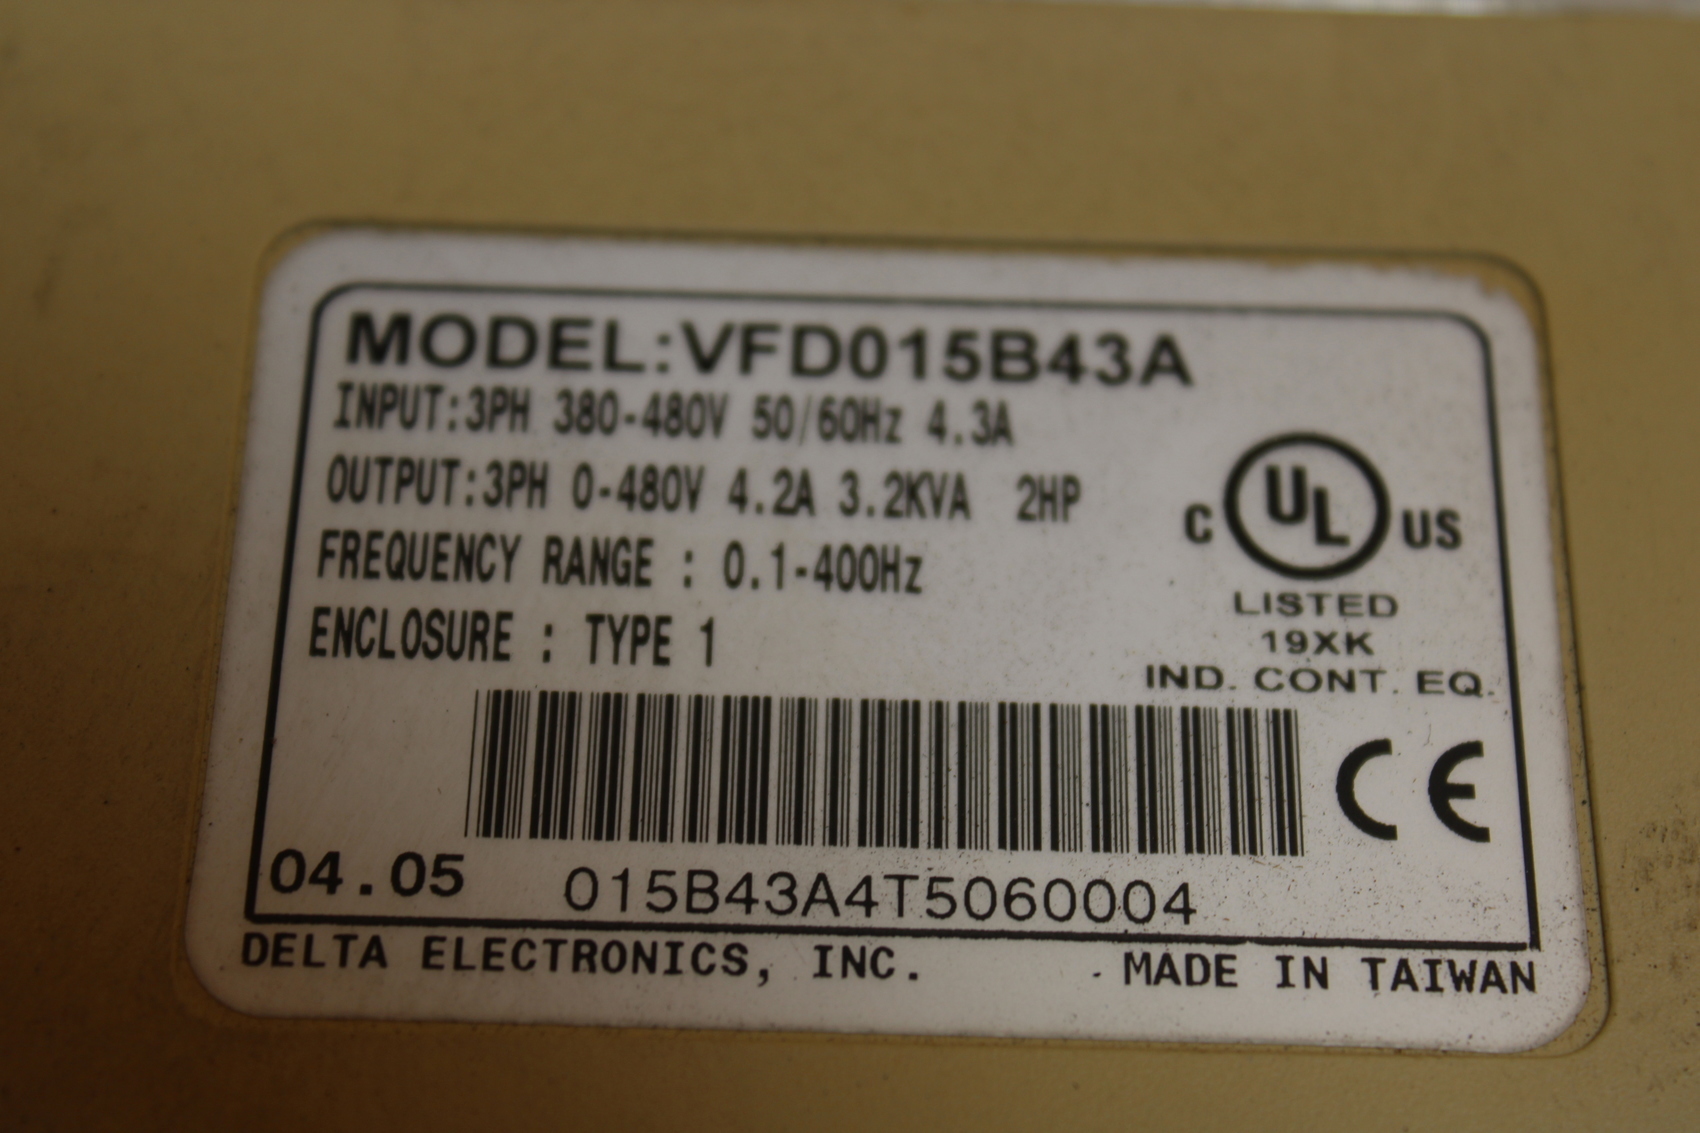 MODEL:VFD015B43A
INPUT:3PH 380-480V 50/60Hz 4.3A
OUTPUT:3PH 0-480V 4.2A 3.2KVA 2HP
FREQUENCY RANGE : 0.1-400Hz
ENCLOSURE : TYPE 1
C UL US
LISTED
19XK
IND. CONT. EQ.
CE
04.05 015B43A4T5060004
DELTA ELECTRONICS, INC. MADE IN TAIWAN